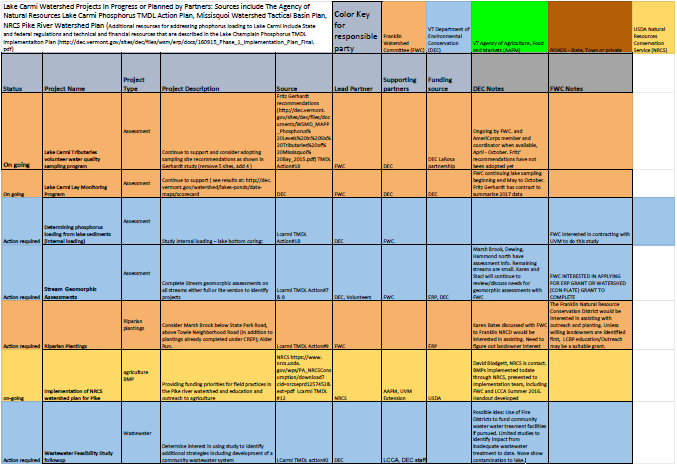 Lake Carmi Watershed Projects In Progress or Planned by Partners: Sources include The Agency of
Natural Resources Lake Carmi Phosphorus TMDL Action Plan, Missisquoi Watershed Tactical Basin Plan,
NRCS Pike River Watershed Plan (Additional resources for addressing phosphorus loading to Lake Carmi include State
and federal regulations and technical and financial resources that are described in the Lake Champlain Phosphorus TMDL
Implementation Plan (http://dec.vermont.gov/sites/dec/files/wsm/erp/docs/160915_Phase_1_Implementation_Plan_Final.
pdf)
Color Key
for
responsible
party
Franklin
Watershed
Committee (FWC)
VT Department of
Environmental
Conservation
(DEC)
VT Agency of Agriculture, Food
and Markets (AAFM)
ROADS - State, Town or private
USDA Natural
Resources
Conservation
Service (NRCS)
Status
Project Name
Project
Type
Project Description
Source
Lead Partner
Supporting
partners
Funding
source
DEC Notes
FWC Notes
On going
Lake Carmi Tributaries
volunteer water quality
sampling program
Assessment
Continue to support and consider adopting
sampling site recommendations as shown in
Gerhardt study (remove 5 sites, add 4 )
Fritz Gerhardt
recommendations
(http://dec.vermont
.gov/sites/dec/files/doc
uments/WSMD_MAPP
_Phosphorus%
20Levels%20in%20Six%
20Tributaries%20of%
20Missisquoi%
20Bay_2015.pdf) TMDL
Action#18
FWC
DEC
DEC LaRosa
partnership
Ongoing by FWC. and
AmeriCorps member and
coordinator when available,
April - October. Frits'
recommendations have
not been adopted yet
On going
Lake Carmi Lay Monitoring
Program
Assessment
Continue to support ( see results at: http://dec.
vermont.gov/watershed/lakes-ponds/data-
maps/scorecard
DEC
FWC
DEC
DEC
FWC continuing lake sampling
beginning end May to October.
Fritz Gerhardt has contract to
summarise 2017 data
Action required
Determining phosphorus
loading from lake sediments
(Internal loading)
Assessment
Study internal loading – lake bottom coring:
Lcarmi TMDL
Action#18
DEC
FWC
FWC Interested in contracting with
UVM to do this study
Action required
Stream Geomorphic
Assessments
Assessment
Complete Stream geomorphic assessments on
all streams either full or lite version to identify
projects
Lcarmi TMDL Action#7
& 8
DEC, Volunteers
FWC
ERP, DEC
Marsh Brook, Dewing,
Hammond north have
assessment info. Remaining
streams are small. Karen and
Staci will continue to
review/discuss needs for
geomorphic assessments with
FWC
FWC INTERESTED IN APPLYING
FOR ERP GRANT OR WATERSHED
(CON PLATE) GRANT TO
COMPLETE
Action required
Riparian Plantings
Riparian
plantings
Consider Marsh Brook below State Park Road,
above Towle Neighborhood Road (in addition to
plantings already completed under CREP), Alder
Run.
Lcarmi TMDL Action#9
FWC
ERP
Karen Bates discussed with FWC
to Franklin NRCD would be
interested in assisting. Need to
figure out landowner interest
The Franklin Natural Resource
Conservation District would be
interested in assisting with
outreach and planting. Unless
willing landowners are identified
first, LCBP education/Outreach
may be a suitable grant.
on-going
Implementation of NRCS
watershed plan for Pike
agriculture
BMP
Providing funding priorities for field practices in
the Pike river watershed and education and
outreach to agriculture
NRCS https://www.
nrcs.usda.
gov/wps/PA_NRCSCons
umption/download?
cid=nrcseprd1257452&
ext=pdf Lcarmi TMDL
#12
NRCS
AAFM, UVM
Extension
USDA
David Blodgett, NRCS is contact.
BMPs implemented todate
through NRCS, presented to
implementation team, including
FWC and LCCA Summer 2016.
Handout developed
Action required
Wastewater Feasibility Study
followup
Wastewater
Determine interest in using study to identify
additional strategies including development of a
community wastewater system
LCarmi TMDL action#2
DEC
LCCA, DEC staff
Possible idea: Use of Fire
Districts to fund community
waster water treatment facilities
if pursued. Limited studies to
identify impact from
inadequate wastewater
treatment to date. None show
contamination to lake.)